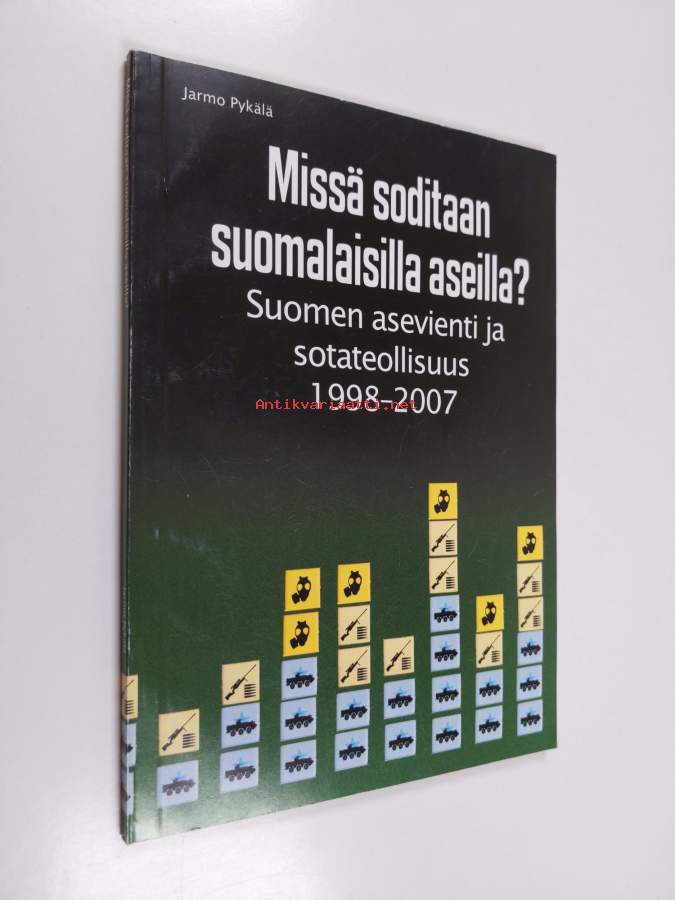 Jarmo Pykälä
Missä soditaan
suomalaisilla aseilla?
Suomen asevienti ja
sotateollisuus
1998–2007
Antikvariaatti.net